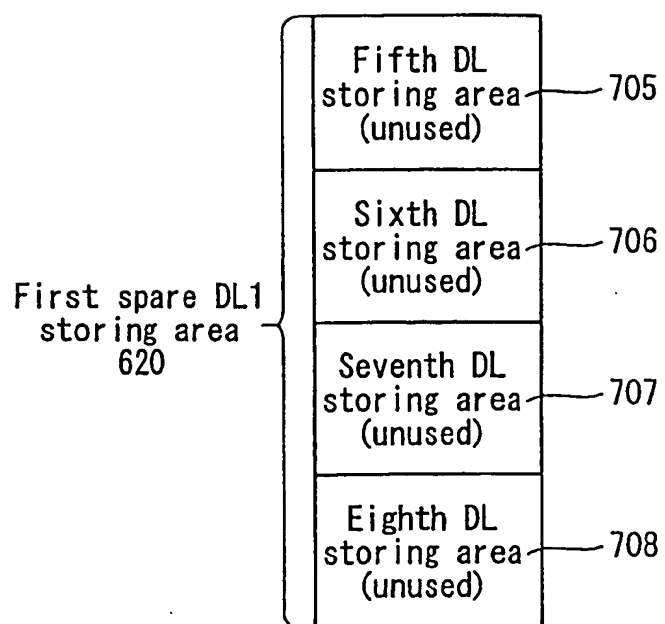 Fifth DL
storing area
(unused)
705
Sixth DL
storing area
(unused)
706
First spare DL1
storing area
620
Seventh DL
storing area
(unused)
707
Eighth DL
storing area
(unused)
708